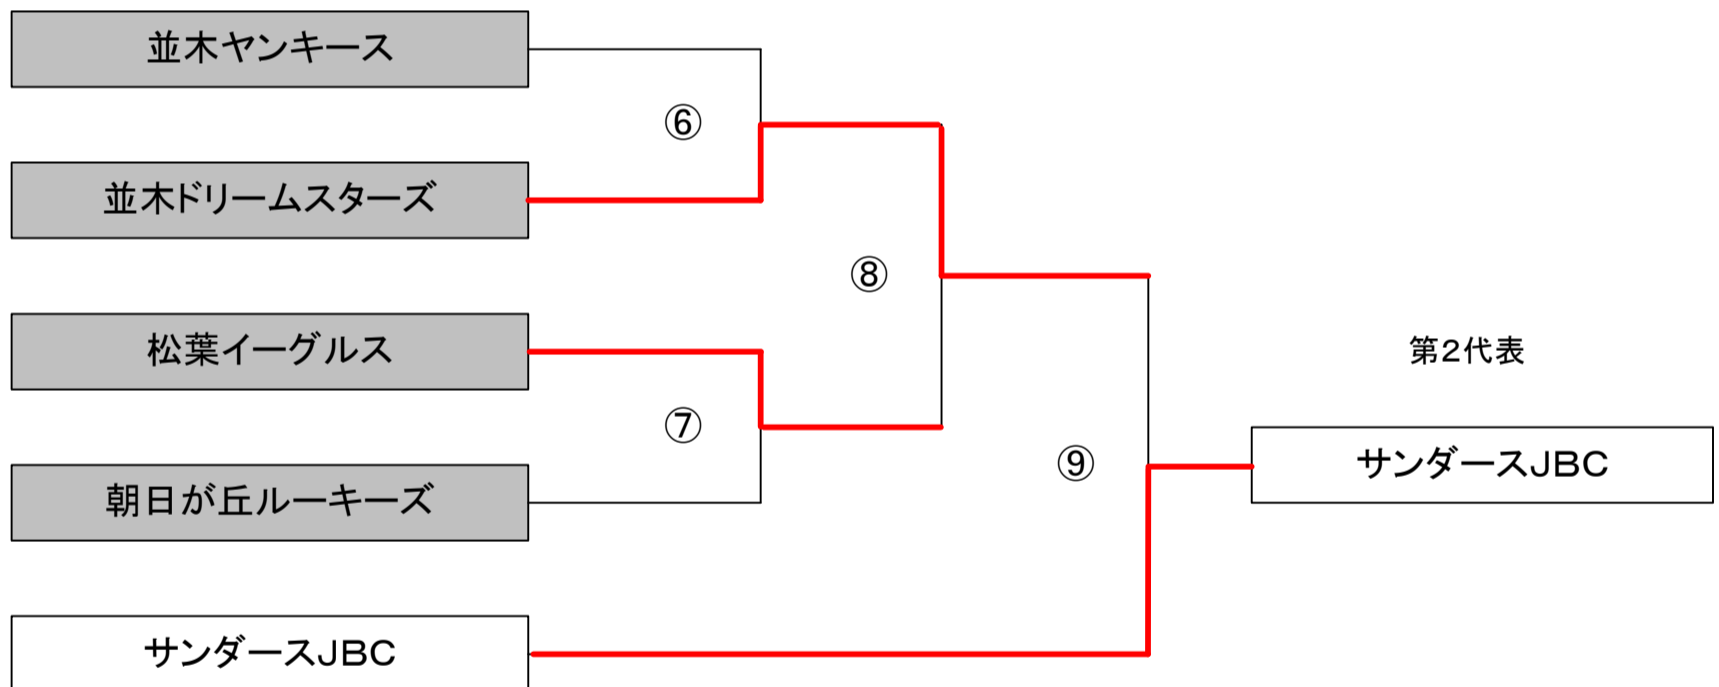 並木ヤンキース
⑥
並木ドリームスターズ
⑧
松葉イーグルス
第2代表
⑦
⑨
サンダースJBC
朝日が丘ルーキーズ
サンダースJBC